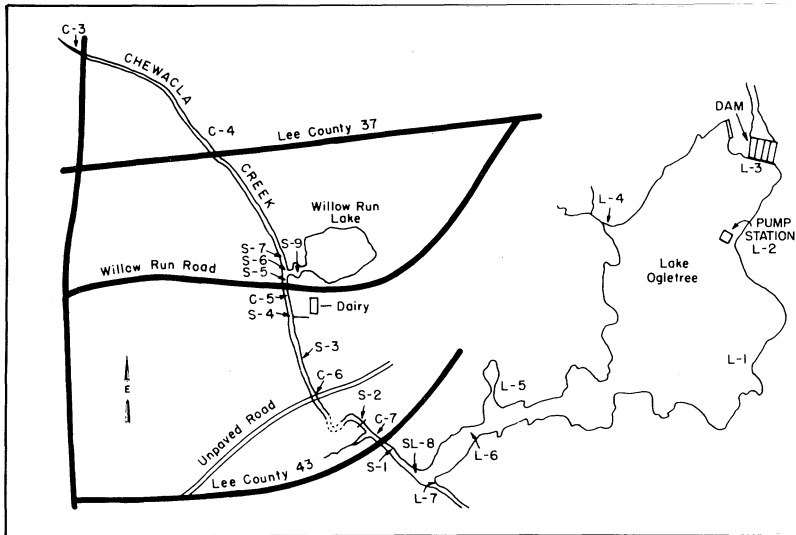 C-3
CHEWACLA
CREEK
C-4
Lee County 37
DAM
L-3
L-4
PUMP
STATION
L-2
Willow Run
Lake
S-9
S-7
S-6
S-5
Willow Run Road
C-5
S-4
Dairy
Lake
Ogletree
S-3
E
C-6
L-1
L-5
S-2
C-7
Unpaved Road
SL-8
L-6
Lee County 43
S-1
L-7